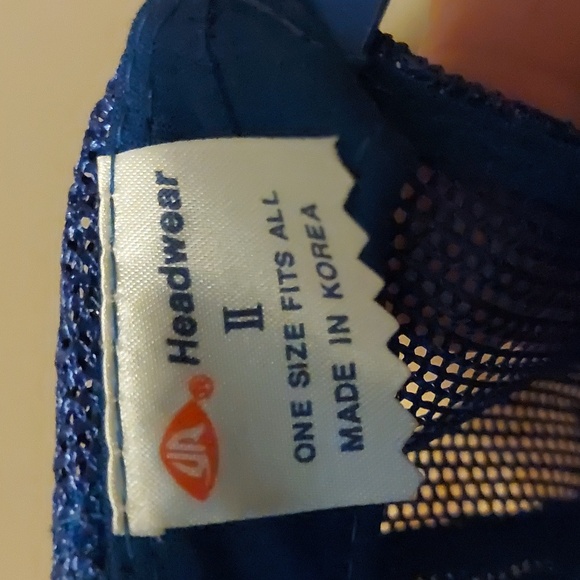 Headwear
II
ONE SIZE FITS ALL
MADE IN KOREA